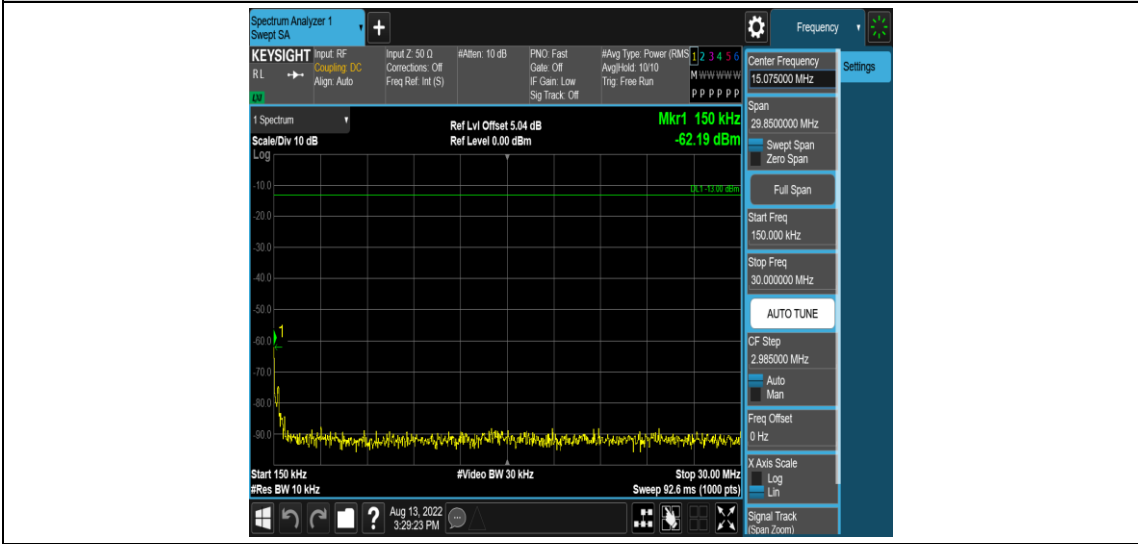 Spectrum Analyzer 1
Swept SA
Frequency
KEYSIGHT
RL
Input: RF
Coupling: DC
Align: Auto
Input Z: 50 Ω
Corrections: Off
Freq Ref: Int (S)
#Atten: 10 dB
PNO: Fast
Gate: Off
IF Gain: Low
Sig Track: Off
#Avg Type: Power (RMS
Avg|Hold: 10/10
Trig: Free Run
1 2 3 4 5 6
M W W W W W
P P P P P P
1 Spectrum
Scale/Div 10 dB
Log
Ref Lvl Offset 5.04 dB
Ref Level 0.00 dBm
Mkr1 150 kHz
-62.19 dBm
DL1 -13.00 dBm
-10.0
-20.0
-30.0
-40.0
-50.0
1
-60.0
-70.0
-80.0
-90.0
Start 150 kHz
#Res BW 10 kHz
#Video BW 30 kHz
Stop 30.00 MHz
Sweep 92.6 ms (1000 pts)
?
Aug 13, 2022
3:29:23 PM
Center Frequency
15.075000 MHz
Settings
Span
29.8500000 MHz
Swept Span
Zero Span
Full Span
Start Freq
150.000 kHz
Stop Freq
30.000000 MHz
AUTO TUNE
CF Step
2.985000 MHz
Auto
Man
Freq Offset
0 Hz
X Axis Scale
Log
Lin
Signal Track
(Span Zoom)